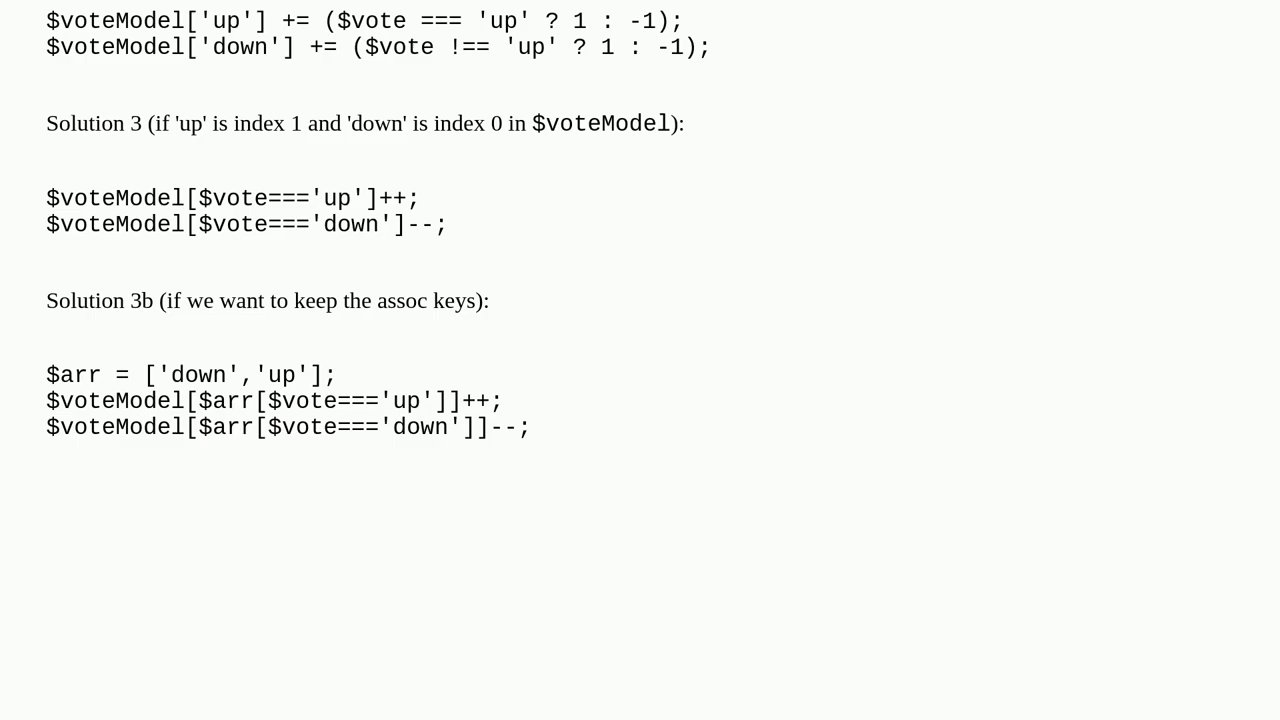 $voteModel['up'] += ($vote === 'up' ? 1 : -1);
$voteModel['down'] += ($vote !== 'up' ? 1 : -1);
Solution 3 (if 'up' is index 1 and 'down' is index 0 in $voteModel):
$voteModel[$vote==='up']++;
$voteModel[$vote==='down']--;
Solution 3b (if we want to keep the assoc keys):
$arr = ['down','up'];
$voteModel[$arr[$vote==='up']]++;
$voteModel[$arr[$vote==='down']]--;